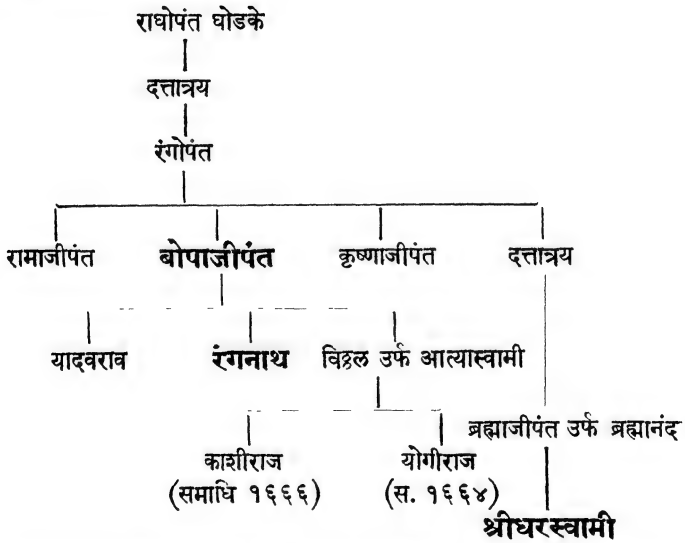 राघोपंत घोडके
दत्तात्रय
रंगोपंत
रामाजीपंत बोपाजीपंत कृष्णाजीपंत दत्तात्रय
यादवराव रंगनाथ विठ्ठल उर्फ आत्यास्वामी
ब्रह्माजीपंत उर्फ ब्रह्मानंद
काशीराज योगीराज
(समाधि १६६६) (स. १६६४)
श्रीधरस्वामी